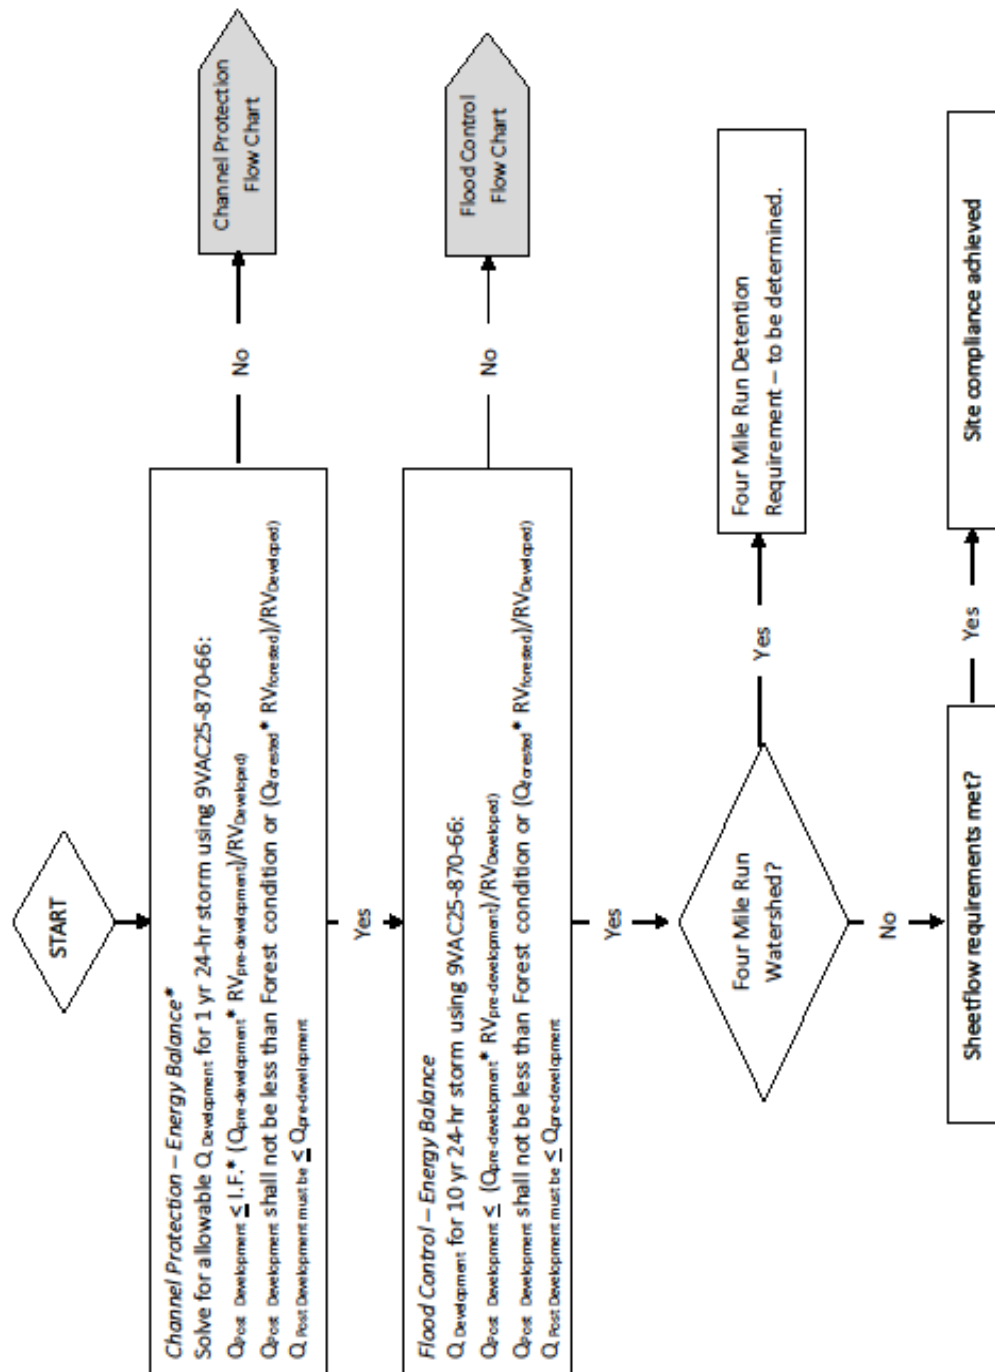 START
Channel Protection – Energy Balance*
Solve for allowable Q Development for 1 yr 24-hr storm using 9VAC25-870-66:
QPost Development ≤ I.F.* (Qpre-development* RVpre-development)/RVDeveloped)
QPost Development shall not be less than Forest condition or (Qforested* RVforested)/RVDeveloped)
Q Post Development must be ≤ Qpre-development
No
Channel Protection
Flow Chart
Yes
Flood Control – Energy Balance
Q Development for 10 yr 24-hr storm using 9VAC25-870-66:
QPost Development ≤ (Qpre-development* RVpre-development)/RVDeveloped)
QPost Development shall not be less than Forest condition or (Qforested* RVforested)/RVDeveloped)
Q Post Development must be ≤ Qpre-development
No
Flood Control
Flow Chart
Yes
Four Mile Run
Watershed?
Yes
Four Mile Run Detention
Requirement – to be determined.
No
Sheetflow requirements met?
Yes
Site compliance achieved